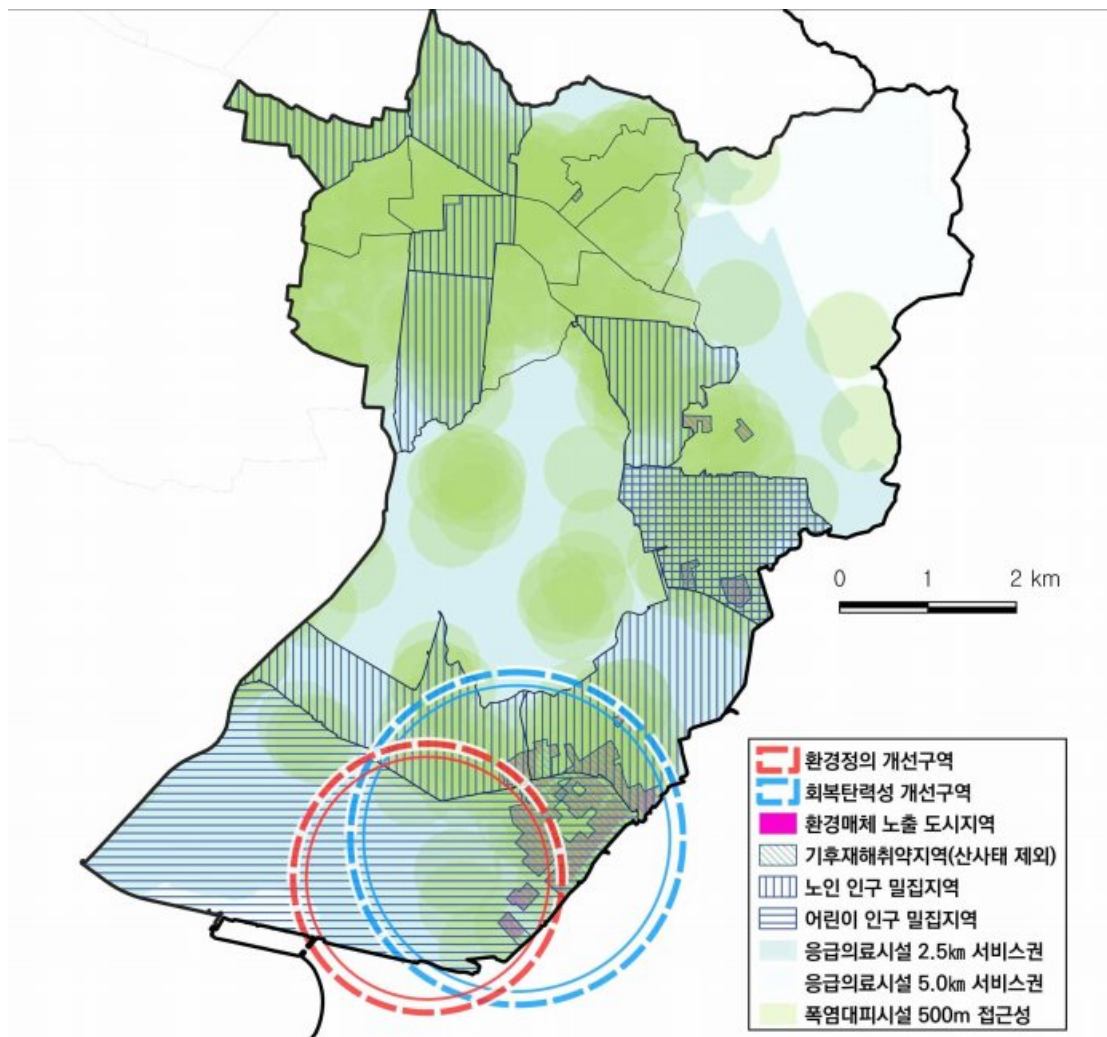 0 1 2 km
환경정의 개선구역
회복탄력성 개선구역
환경매체 노출 도시지역
기후재해취약지역(산사태 제외)
노인 인구 밀집지역
어린이 인구 밀집지역
응급의료시설 2.5㎞ 서비스권
응급의료시설 5.0㎞ 서비스권
폭염대피시설 500m 접근성